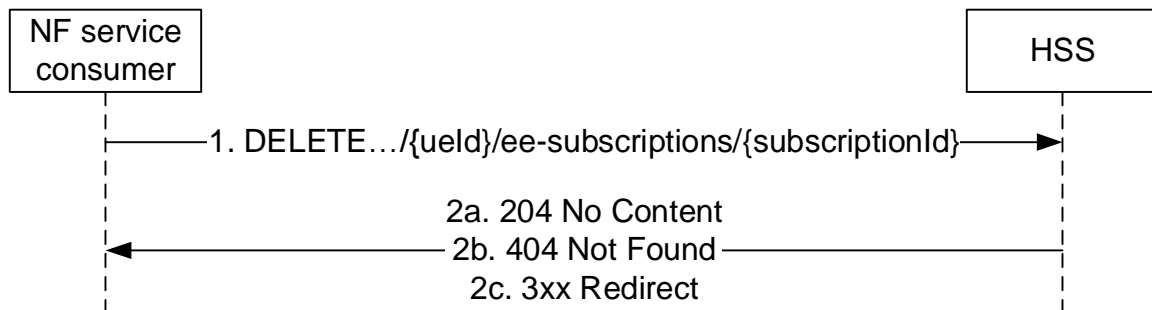 NF service
consumer
HSS
1. DELETE…/{ueId}/ee-subscriptions/{subscriptionId}
2a. 204 No Content
2b. 404 Not Found
2c. 3xx Redirect